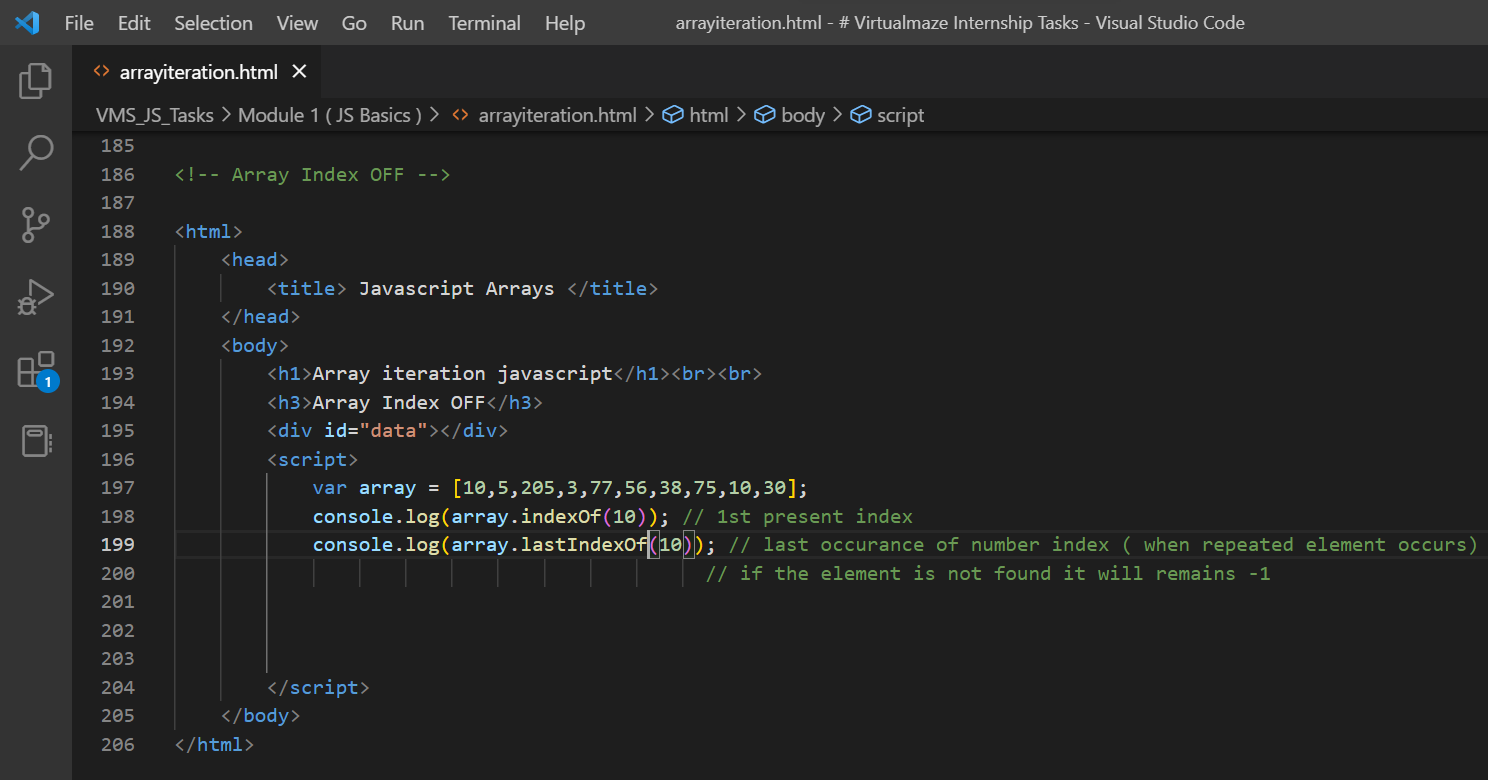 File Edit Selection View Go Run Terminal Help arrayiteration.html - # Virtualmaze Internship Tasks - Visual Studio Code
<> arrayiteration.html ×
VMS_JS_Tasks > Module 1 ( JS Basics ) > <> arrayiteration.html > html > body > script
185
186 <!-- Array Index OFF -->
187
188 <html>
189 <head>
190 <title> Javascript Arrays </title>
191 </head>
192 <body>
193 <h1>Array iteration javascript</h1><br><br>
194 <h3>Array Index OFF</h3>
195 <div id="data"></div>
196 <script>
197 var array = [10,5,205,3,77,56,38,75,10,30];
198 console.log(array.indexOf(10)); // 1st present index
199 console.log(array.lastIndexOf(10)); // last occurance of number index ( when repeated element occurs)
200 // if the element is not found it will remains -1
201
202
203
204 </script>
205 </body>
206 </html>
1